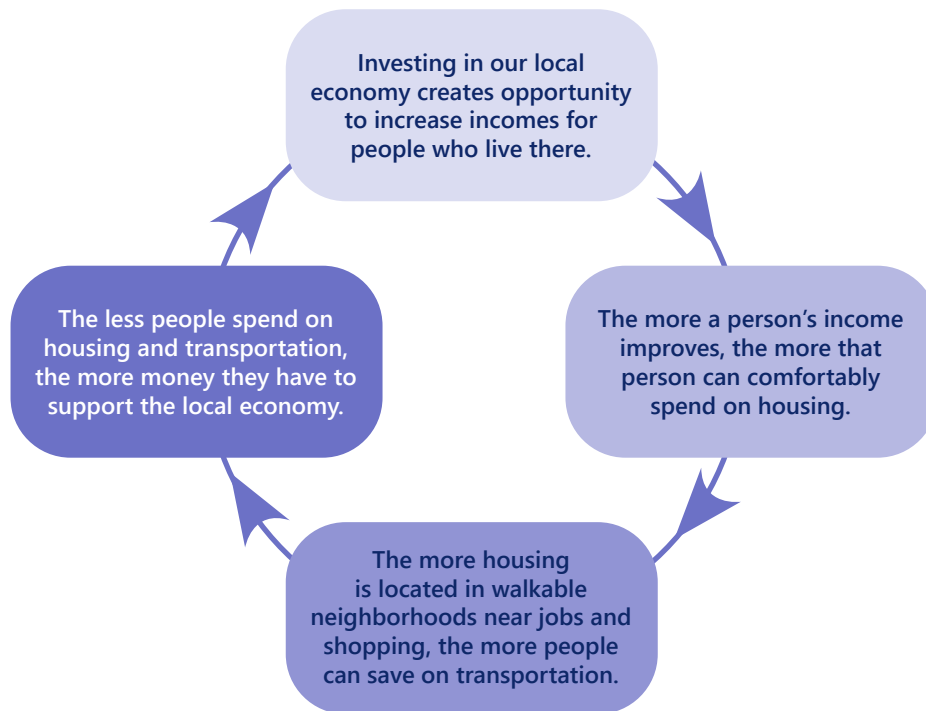 Investing in our local
economy creates opportunity
to increase incomes for
people who live there.
The more a person’s income
improves, the more that
person can comfortably
spend on housing.
The more housing
is located in walkable
neighborhoods near jobs and
shopping, the more people
can save on transportation.
The less people spend on
housing and transportation,
the more money they have to
support the local economy.